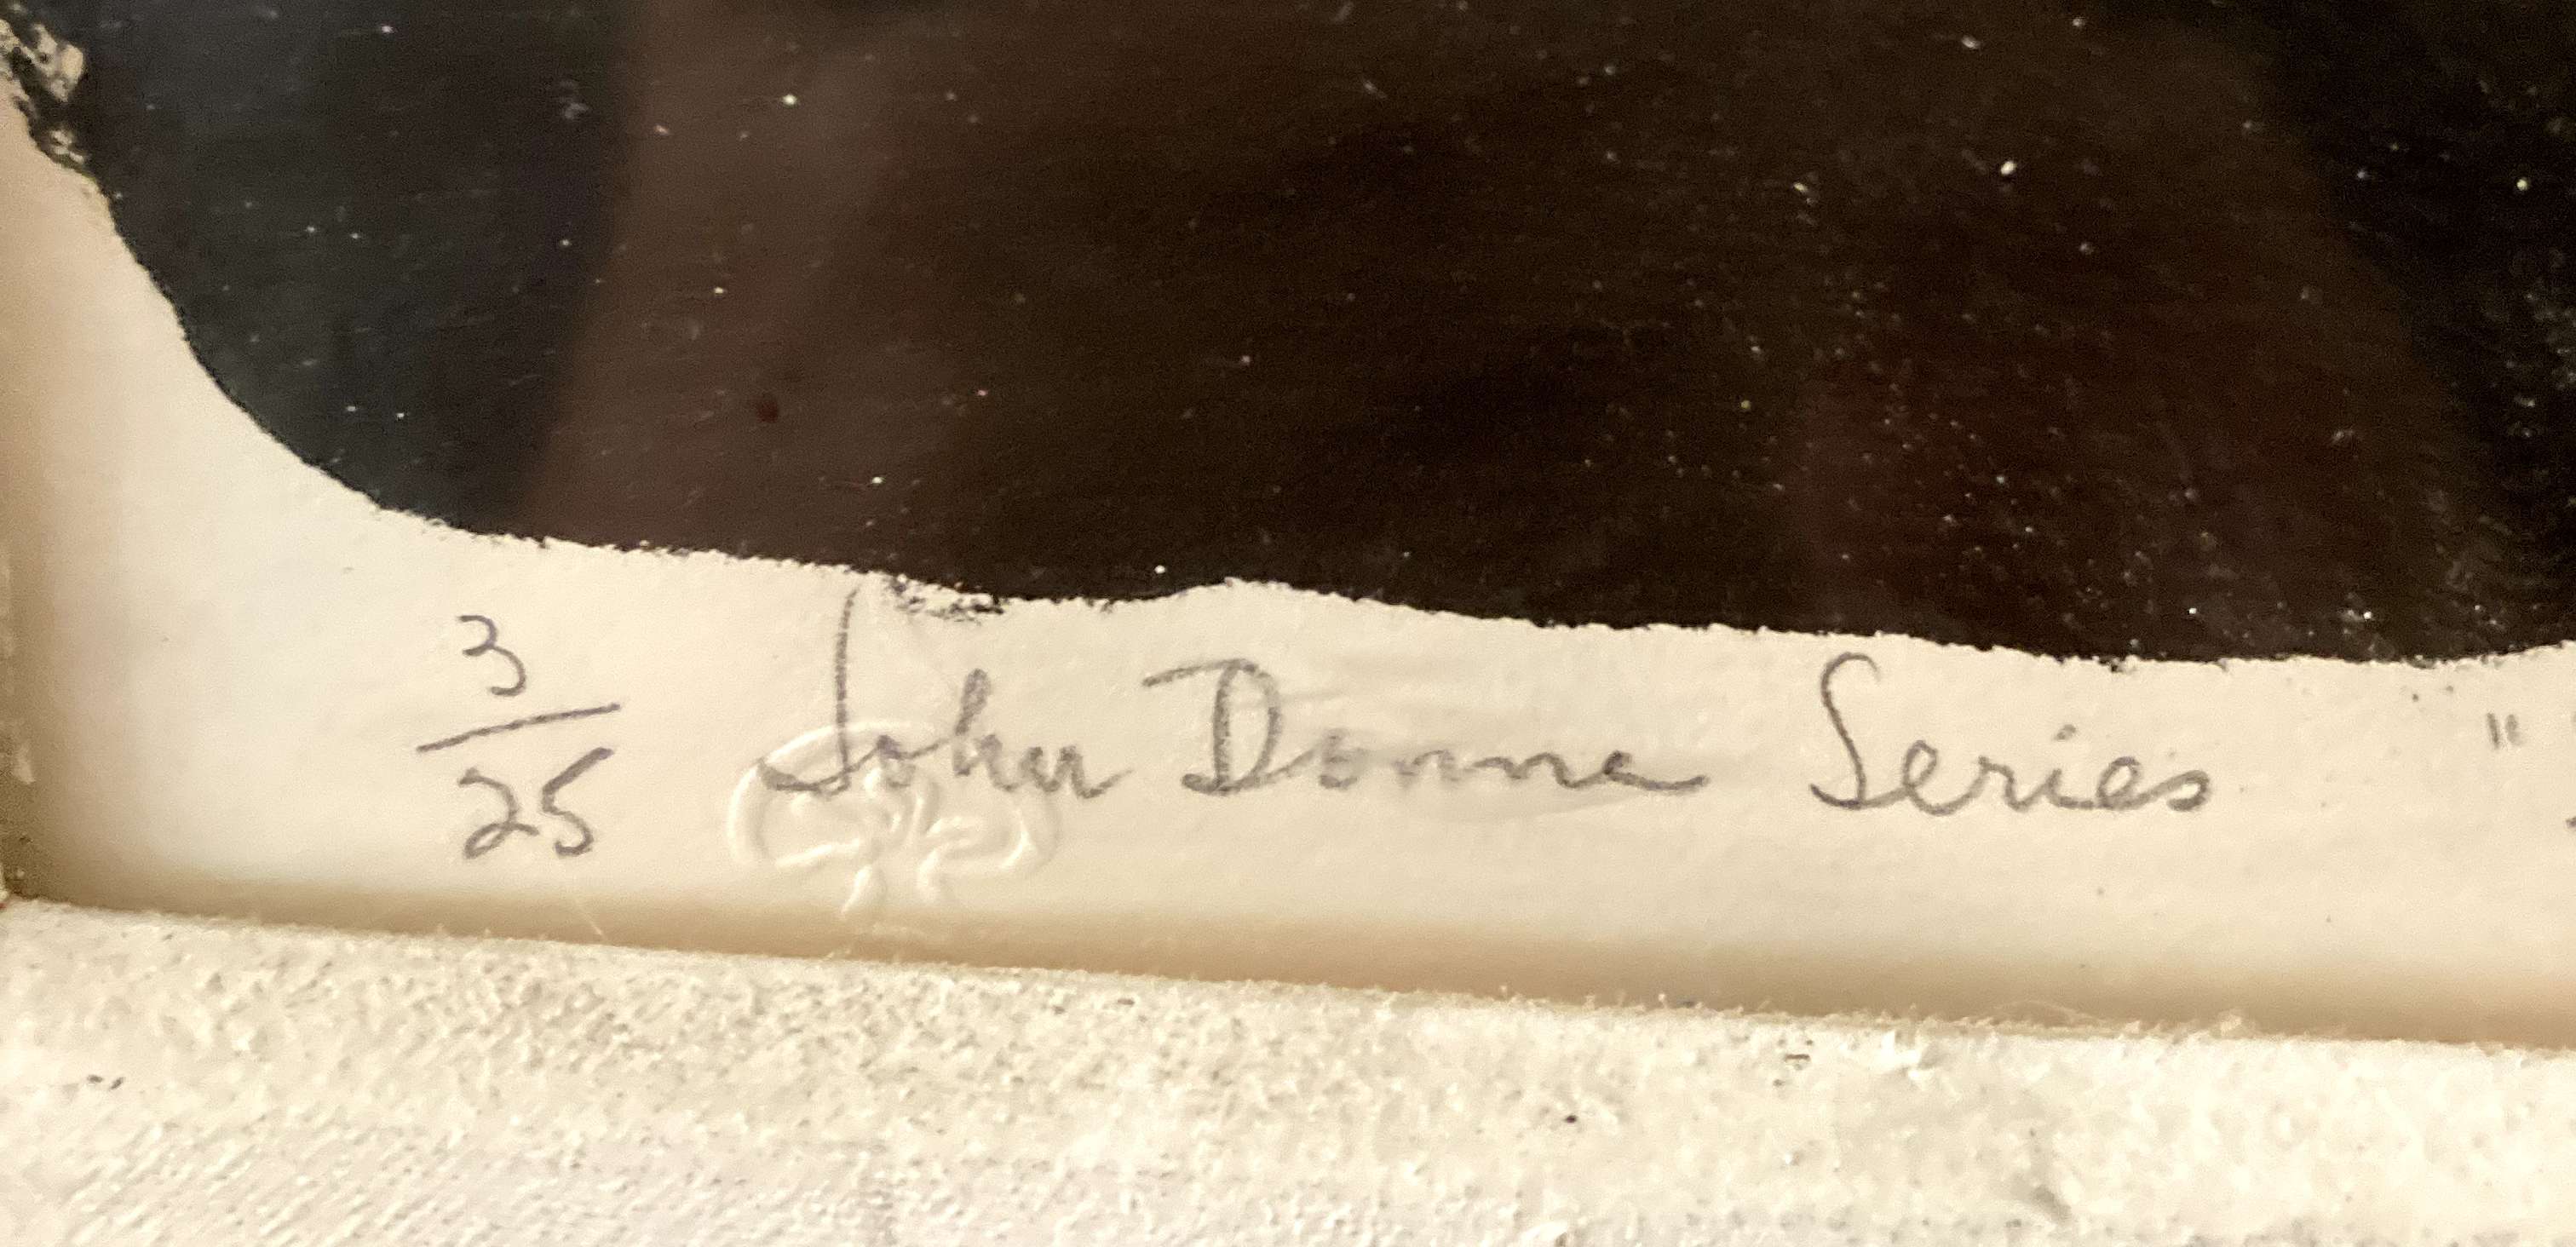 3/25 John Donne Series "